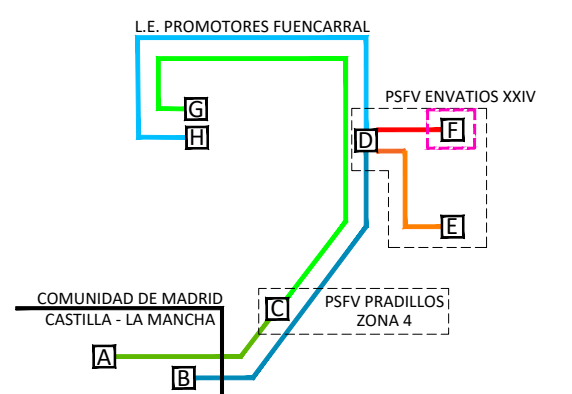 L.E. PROMOTORES FUENCARRAL
PSFV ENVATIOS XXIV
G
F
H
D
E
COMUNIDAD DE MADRID
PSFV PRADILLOS
ZONA 4
C
CASTILLA - LA MANCHA
A
B